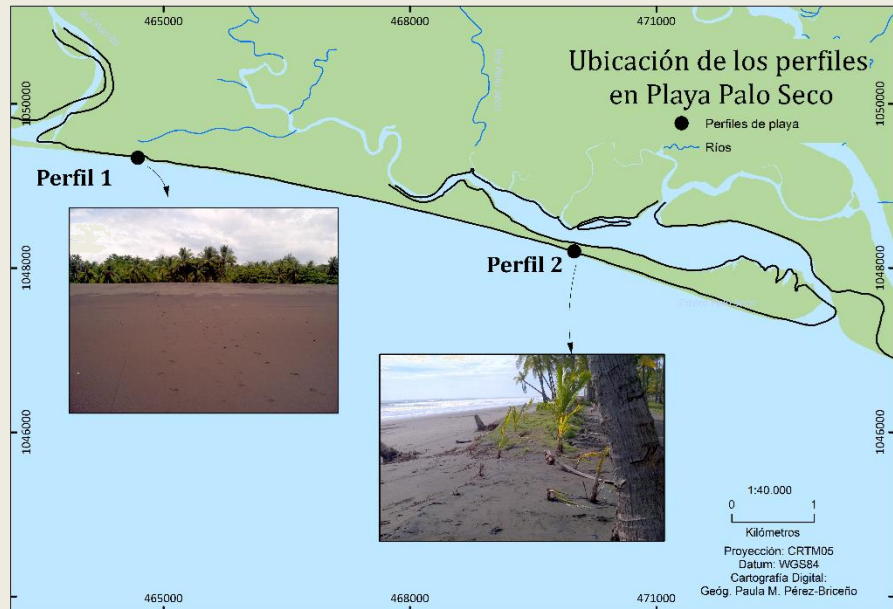 465000
468000
471000
Ubicación de los perfiles
en Playa Palo Seco
Perfiles de playa
Ríos
1050000
1050000
Perfil 1
Perfil 2
1048000
1048000
1046000
1046000
1:40.000
0
1
Kilómetros
Proyección: CRTM05
Datum: WGS84
Cartografía Digital:
Geóg. Paula M. Pérez-Briceño
465000
468000
471000